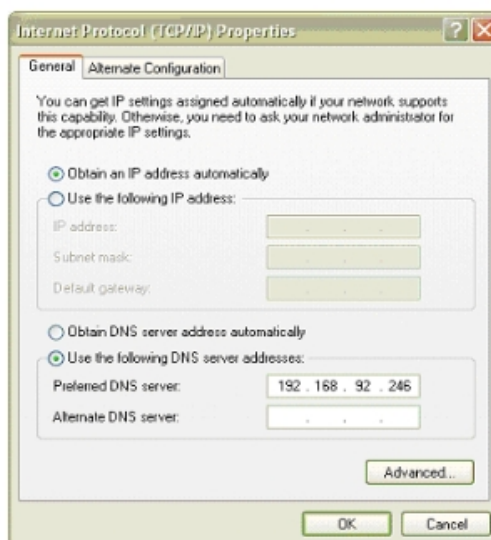 Internet Protocol (TCP/IP) Properties
General
Alternate Configuration
You can get IP settings assigned automatically if your network supports
this capability. Otherwise, you need to ask your network administrator for
the appropriate IP settings.
Obtain an IP address automatically
Use the following IP address:
IP address:
Subnet mask:
Default gateway:
Obtain DNS server address automatically
Use the following DNS server addresses:
Preferred DNS server: 192 . 168 . 92 . 246
Alternate DNS server:
Advanced...
OK
Cancel